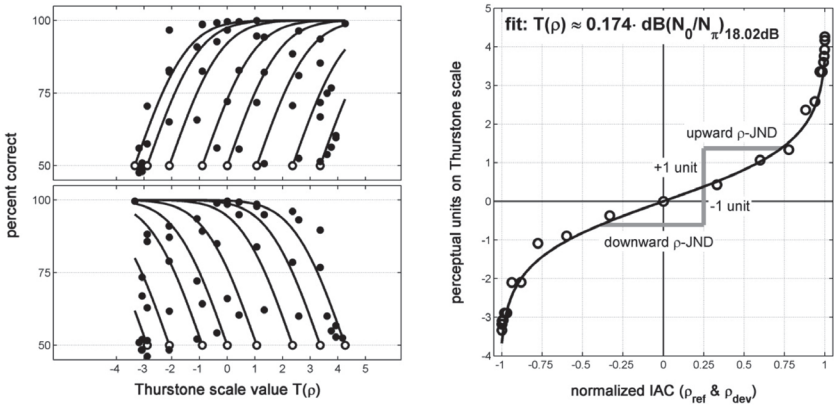 percent correct
100
75
50
100
75
50
-4 -3 -2 -1 0 1 2 3 4 5
Thurstone scale value T(ρ)
perceptual units on Thurstone scale
fit: T(ρ) ≈ 0.174· dB(N0/Nπ)18.02dB
5
4
3
2
1
0
-1
-2
-3
-4
upward ρ-JND
+1 unit
-1 unit
downward ρ-JND
-1 -0.75 -0.5 -0.25 0 0.25 0.5 0.75 1
normalized IAC (ρref & ρdev)